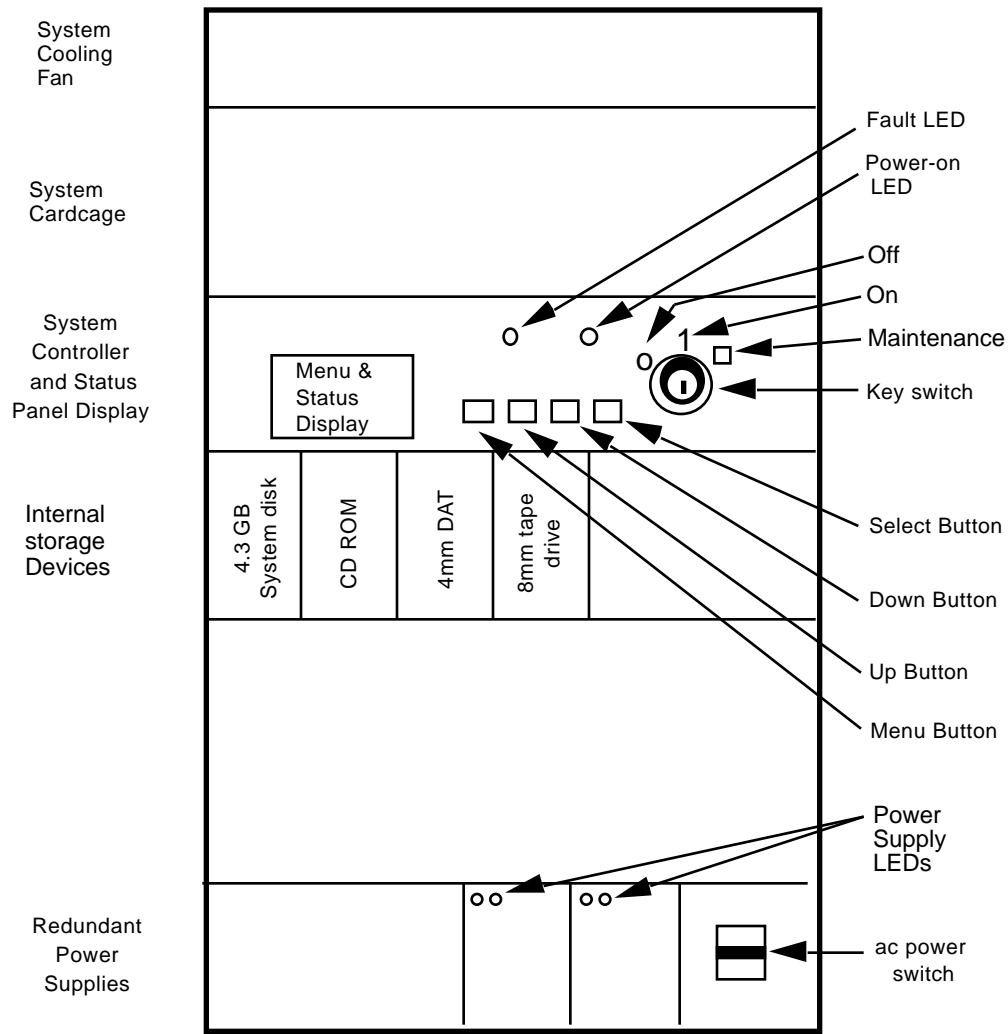 System
Cooling
Fan
Fault LED
Power-on
LED
System
Cardcage
Off
On
Maintenance
Key switch
System
Controller
and Status
Panel Display
0
1
Menu &
Status
Display
Internal
storage
Devices
4.3 GB
System disk
CD ROM
4mm DAT
8mm tape
drive
Select Button
Down Button
Up Button
Menu Button
Power
Supply
LEDs
Redundant
Power
Supplies
ac power
switch